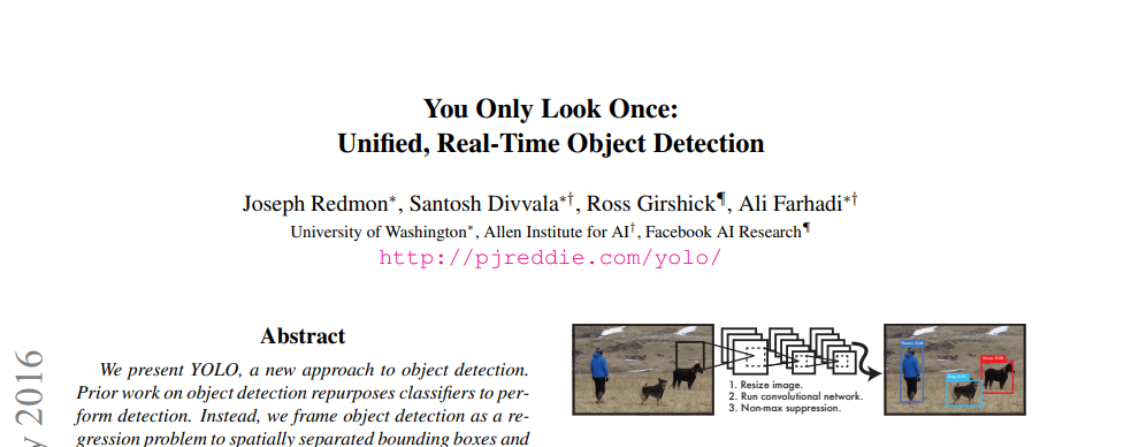 You Only Look Once:
Unified, Real-Time Object Detection
Joseph Redmon∗, Santosh Divvala∗†, Ross Girshick¶, Ali Farhadi∗†
University of Washington∗, Allen Institute for AI†, Facebook AI Research¶
http://pjreddie.com/yolo/
2016
Abstract
We present YOLO, a new approach to object detection.
Prior work on object detection repurposes classifiers to per-
form detection. Instead, we frame object detection as a re-
gression problem to spatially separated bounding boxes and
1. Resize image.
2. Run convolutional network.
3. Non-max suppression.